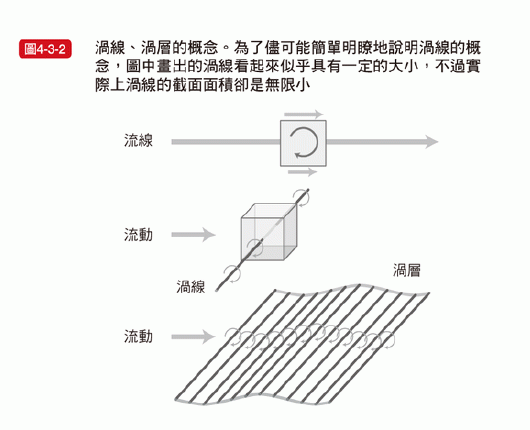 圖4-3-2
渦線、渦層的概念。為了儘可能簡單明瞭地說明渦線的概
念，圖中畫出的渦線看起來似乎具有一定的大小，不過實
際上渦線的截面面積卻是無限小
流線
流動
渦線
渦層
流動